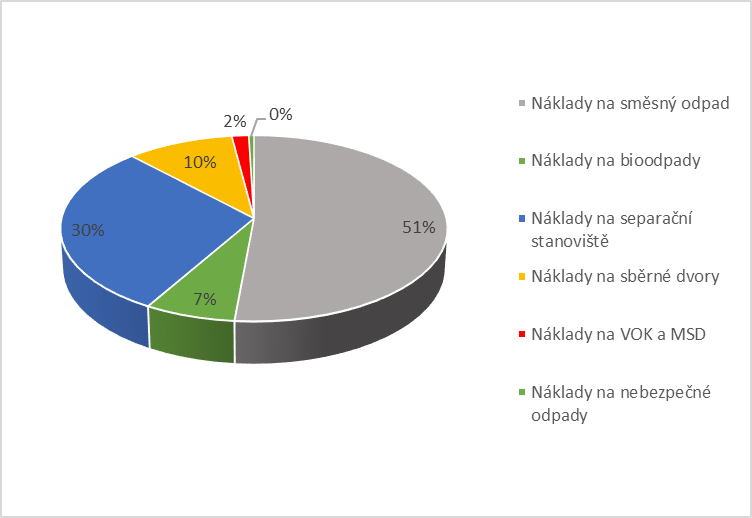 0%
2%
10%
51%
30%
7%
Náklady na směsný odpad
Náklady na bioodpady
Náklady na separační
stanoviště
Náklady na sběrné dvory
Náklady na VOK a MSD
Náklady na nebezpečné
odpady